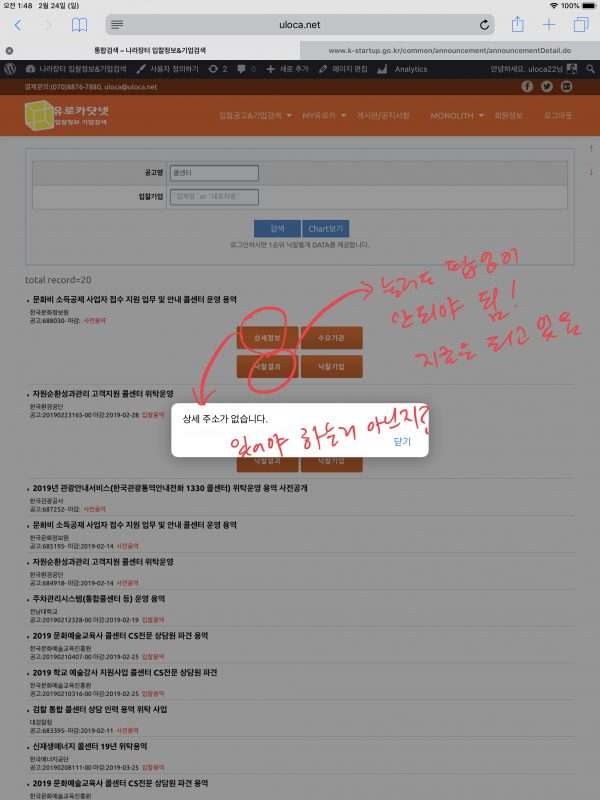 오전 1:48 2월 24일 (일)
100%
uloca.net
통합검색 – 나라장터 입찰정보&기업검색
www.k-startup.go.kr/common/announcement/announcementDetail.do
나라장터 입찰정보&기업검색 사용자 정의하기 2 0 새로 추가 페이지 편집 Analytics 안녕하세요. uloca22님
결제문의:(070)8876-7880, uloca@uloca.net
유로카닷넷
입찰정보 기업검색
입찰공고&기업검색 MY유로카 게시판/공지사항 MONOLITH 회원정보 로그아웃
공고명 콜센터
입찰기업 ' 업체명 ' or '대표자명 '
검색 Chart보기
로그인하시면 1순위 낙찰통계 DATA를 제공합니다.
total record=20
눌러도 팝업이
안되야 됨!
지금은 되고 있음
문화비 소득공제 사업자 접수 지원 업무 및 안내 콜센터 운영 용역
한국문화정보원
공고:688030- 마감: 사전용역
상세정보 수요기관
낙찰결과 낙찰기업
자원순환성과관리 고객지원 콜센터 위탁운영
한국환경공단
공고:20190223165-00 마감:2019-02-28 입찰용역
상세 주소가 없습니다.
있어야 하는거 아닌지?
닫기
낙찰결과 낙찰기업
2019년 관광안내서비스(한국관광통역안내전화 1330 콜센터) 위탁운영 용역 사전공개
한국관광공사
공고:687252- 마감: 사전용역
문화비 소득공제 사업자 접수 지원 업무 및 안내 콜센터 운영 용역
한국문화정보원
공고:685195- 마감:2019-02-14 사전용역
자원순환성과관리 고객지원 콜센터 위탁운영
한국환경공단
공고:684918- 마감:2019-02-14 사전용역
주차관리시스템(통합콜센터 등) 운영 용역
전남대학교
공고:20190212328-00 마감:2019-02-19 입찰용역
2019 문화예술교육사 콜센터 CS전문 상담원 파견 용역
한국문화예술교육진흥원
공고:20190210407-00 마감:2019-02-25 입찰용역
2019 학교 예술강사 지원사업 콜센터 CS전문 상담원 파견
한국문화예술교육진흥원
공고:20190210316-00 마감:2019-02-25 입찰용역
검찰 통합 콜센터 상담 인력 용역 위탁 사업
대검찰청
공고:683395- 마감:2019-02-11 사전용역
신재생에너지 콜센터 19년 위탁용역
한국에너지공단
공고:20190208111-00 마감:2019-03-25 입찰용역
2019 문화예술교육사 콜센터 CS전문 상담원 파견 용역
한국문화예술교육진흥원